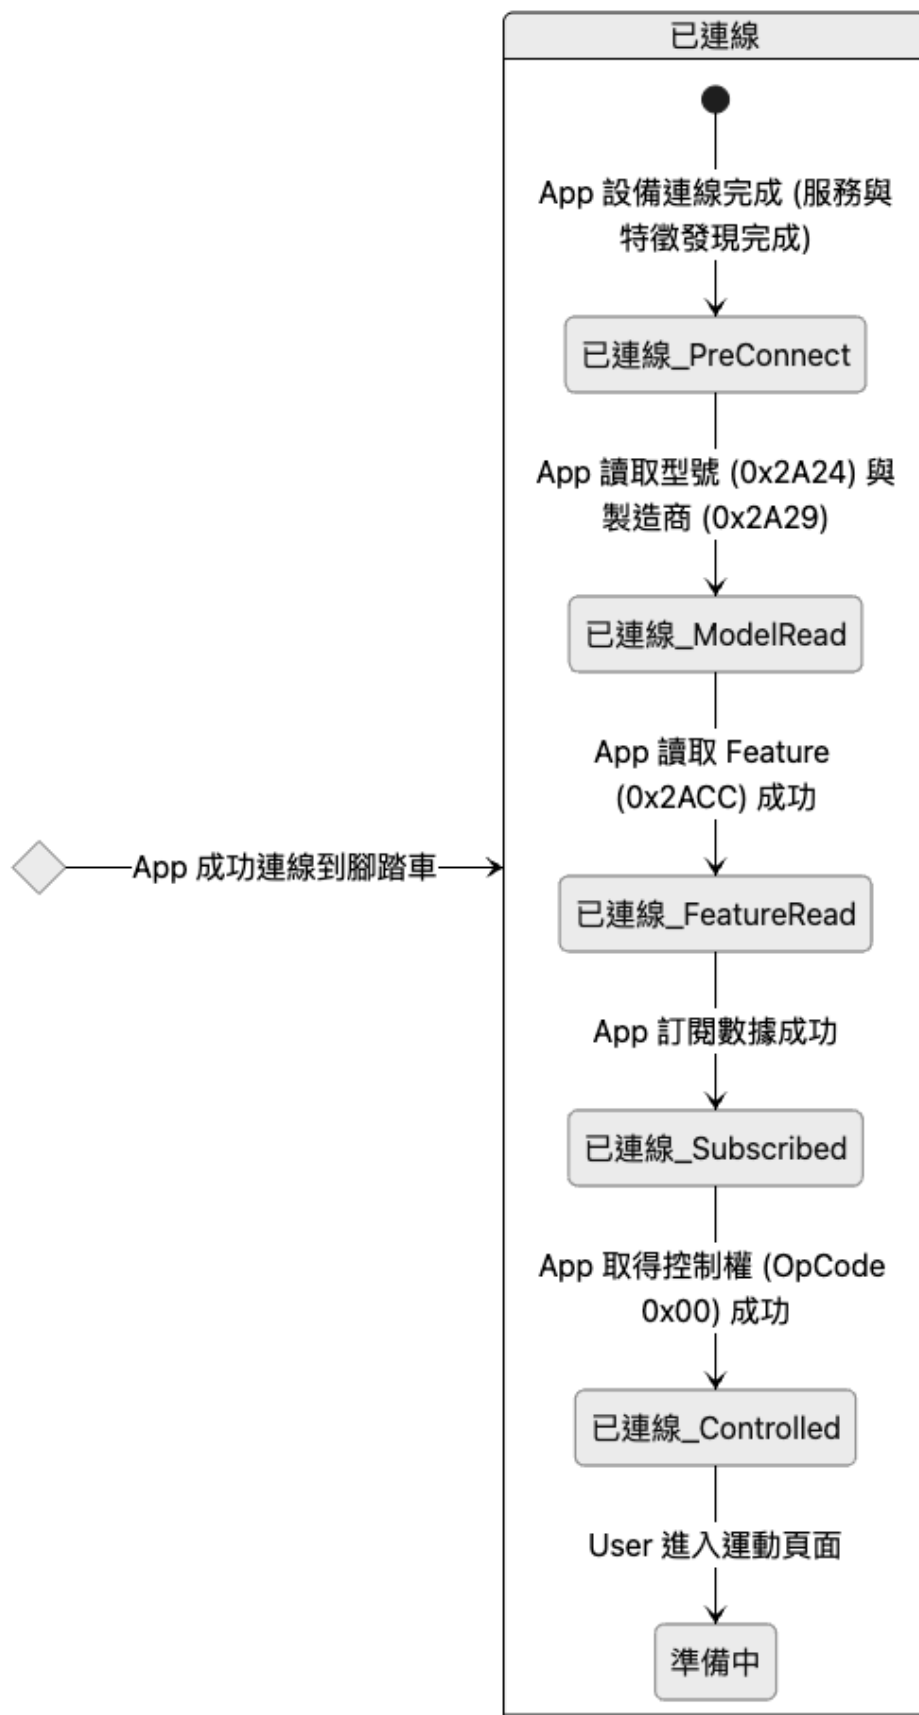 已連線
App 設備連線完成 (服務與
特徵發現完成)
已連線_PreConnect
App 讀取型號 (0x2A24) 與
製造商 (0x2A29)
已連線_ModelRead
App 讀取 Feature
(0x2ACC) 成功
App 成功連線到腳踏車
已連線_FeatureRead
App 訂閱數據成功
已連線_Subscribed
App 取得控制權 (OpCode
0x00) 成功
已連線_Controlled
User 進入運動頁面
準備中